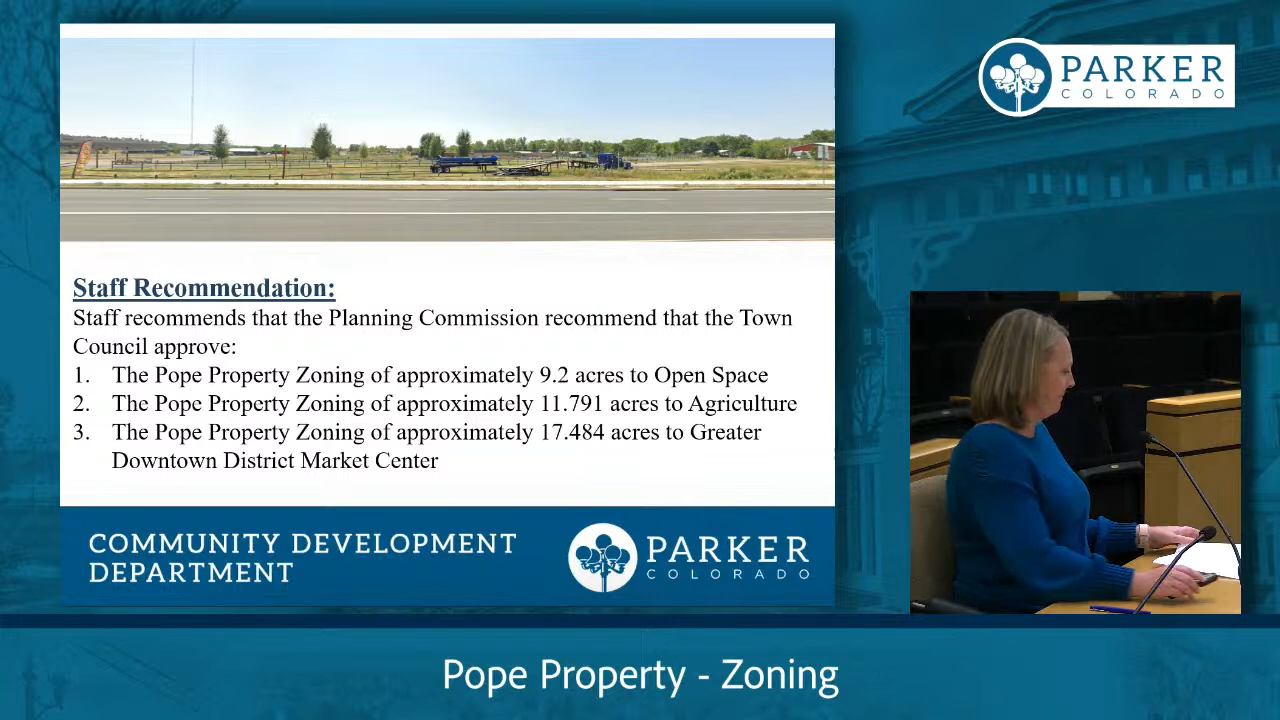 PARKER
COLORADO
Staff Recommendation:
Staff recommends that the Planning Commission recommend that the Town
Council approve:
1. The Pope Property Zoning of approximately 9.2 acres to Open Space
2. The Pope Property Zoning of approximately 11.791 acres to Agriculture
3. The Pope Property Zoning of approximately 17.484 acres to Greater
Downtown District Market Center
COMMUNITY DEVELOPMENT
DEPARTMENT
PARKER
COLORADO
Pope Property - Zoning